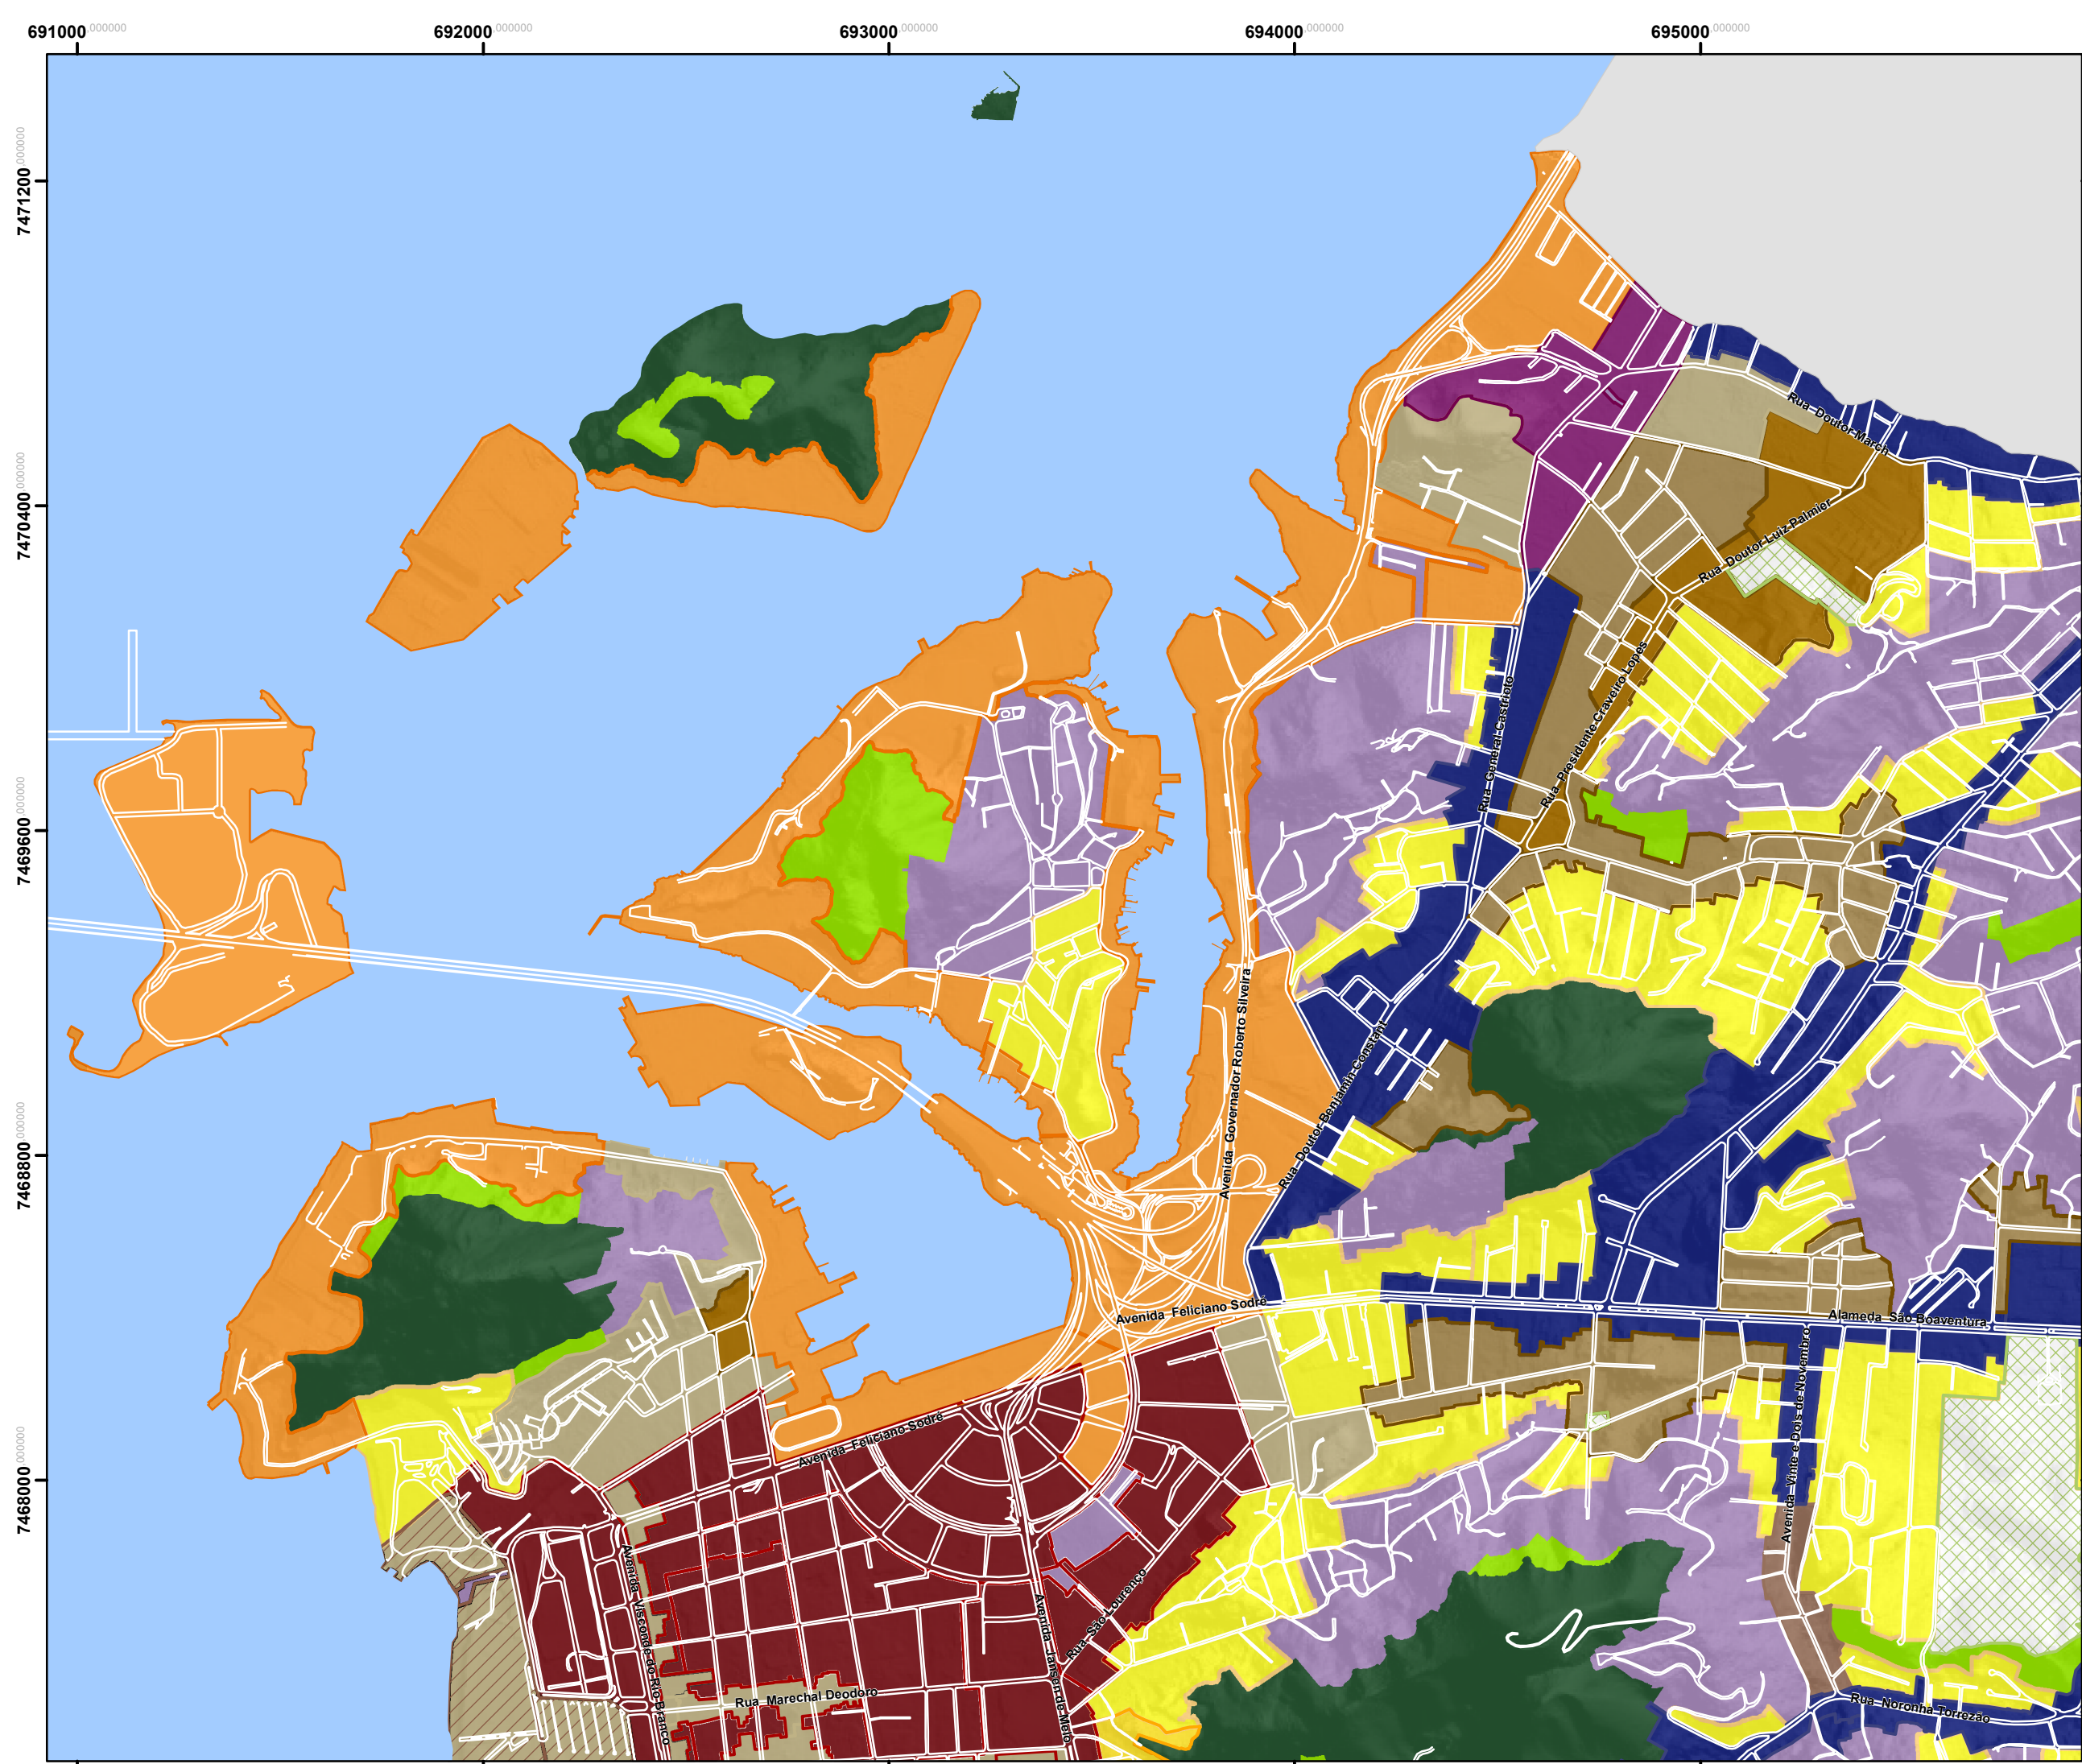 691000.000000 692000.000000 693000.000000 694000.000000 695000.000000
7471200.000000
7470400.000000
7469600.000000
7468800.000000
7468000.000000
Rua Doutor March
Rua Doutor Luiz Palmier
Rua Presidente Craveiro Lopes
Rua General Castrioto
Avenida Governador Roberto Silveira
Rua Doutor Benjamin Constant
Avenida Feliciano Sodré
Alameda São Boaventura
Avenida Vinte e Dois de Novembro
Avenida Feliciano Sodré
Avenida Visconde do Rio Branco
Avenida Jansen de Melo
Rua São Lourenço
Rua Marechal Deodoro
Rua Noronha Torrezão